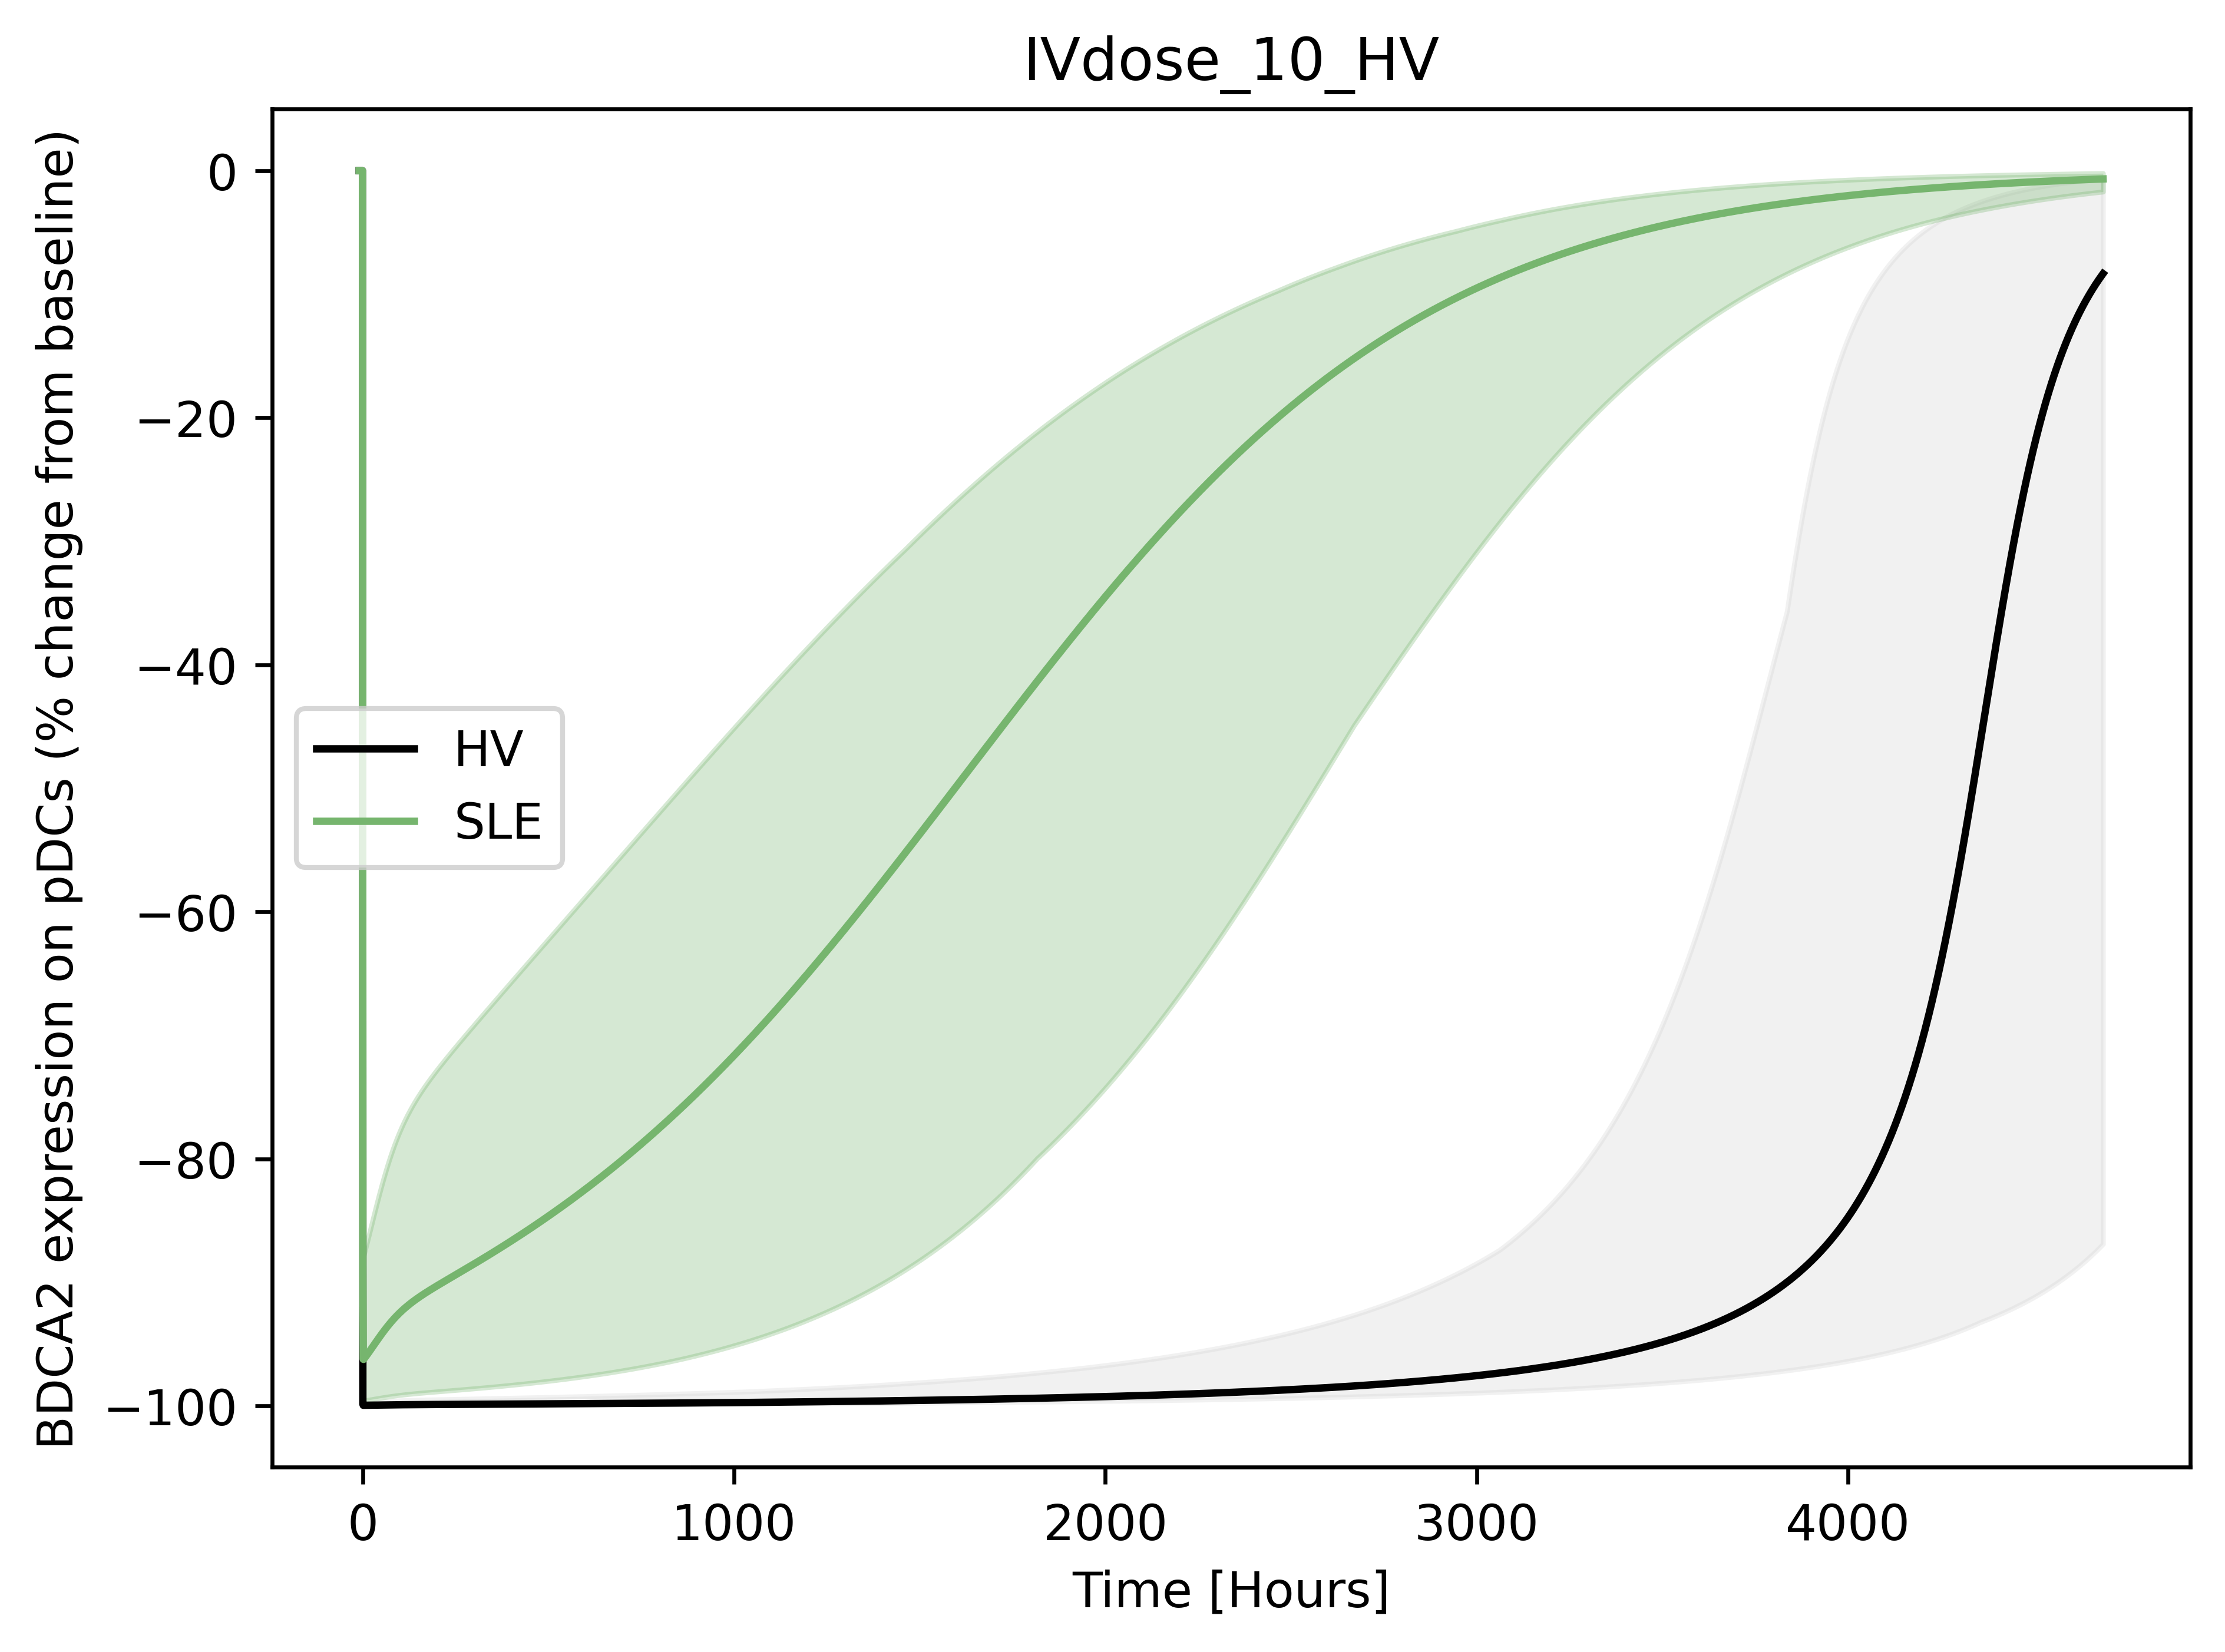 IVdose_10_HV
BDCA2 expression on pDCs (% change from baseline)
0
−20
−40
−60
−80
−100
HV
SLE
0 1000 2000 3000 4000
Time [Hours]